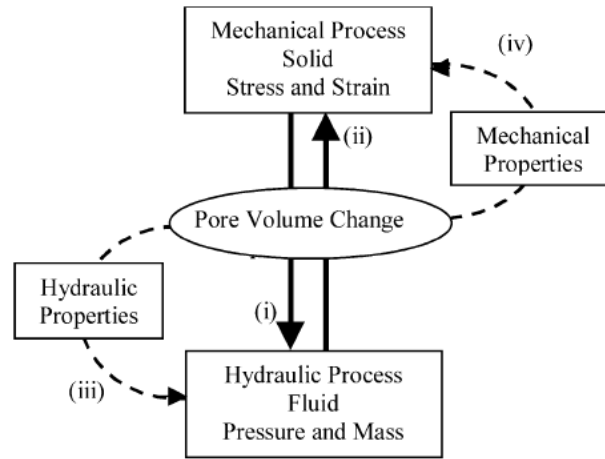 Mechanical Process
Solid
Stress and Strain
(iv)
(ii)
Mechanical
Properties
Pore Volume Change
Hydraulic
Properties
(i)
(iii)
Hydraulic Process
Fluid
Pressure and Mass